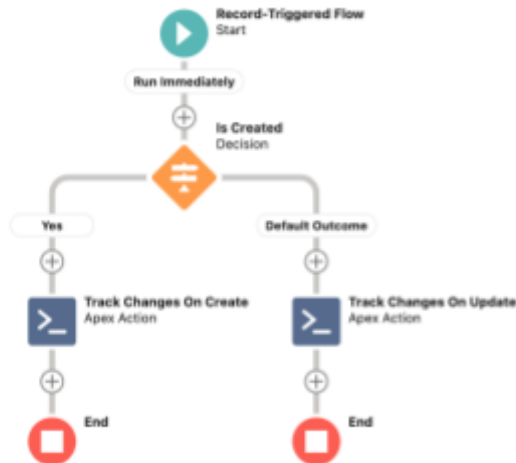 Record-Triggered Flow
Start
Run Immediately
Is Created
Decision
Yes
Default Outcome
Track Changes On Create
Apex Action
Track Changes On Update
Apex Action
End
End